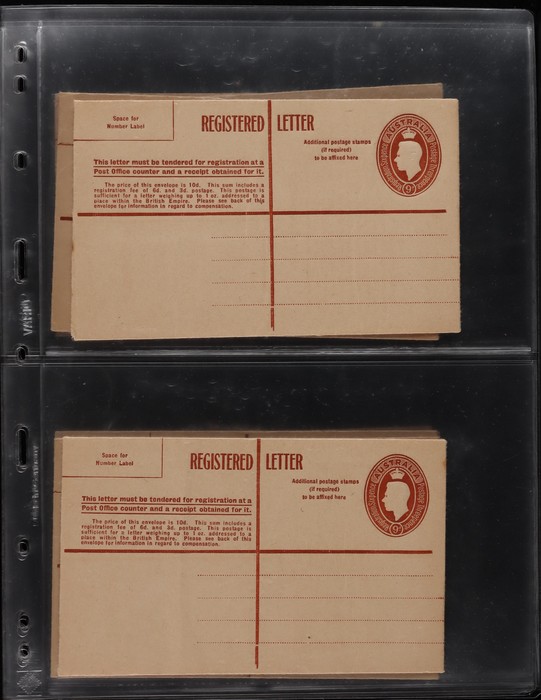 Space for
Number Label
REGISTERED LETTER
Additional postage stamps
(if required)
to be affixed here
AUSTRALIA
9D
This letter must be tendered for registration at a
Post Office counter and a receipt obtained for it.
The price of this envelope is 10d. This sum includes a
registration fee of 6d. and 3d. postage. This postage is
sufficient for a letter weighing up to 1 oz. addressed to a
place within the British Empire. Please see back of this
envelope for information in regard to compensation.
VARIO
Space for
Number Label
REGISTERED LETTER
Additional postage stamps
(if required)
to be affixed here
AUSTRALIA
9D
This letter must be tendered for registration at a
Post Office counter and a receipt obtained for it.
The price of this envelope is 10d. This sum includes a
registration fee of 6d. and 3d. postage. This postage is
sufficient for a letter weighing up to 1 oz. addressed to a
place within the British Empire. Please see back of this
envelope for information in regard to compensation.